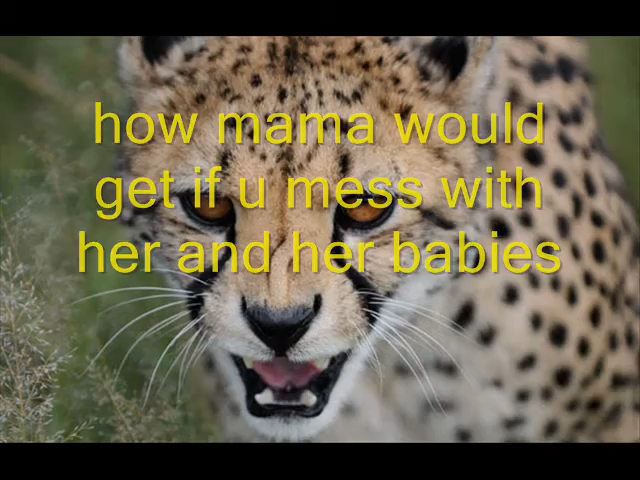 how mama would
get if u mess with
her and her babies